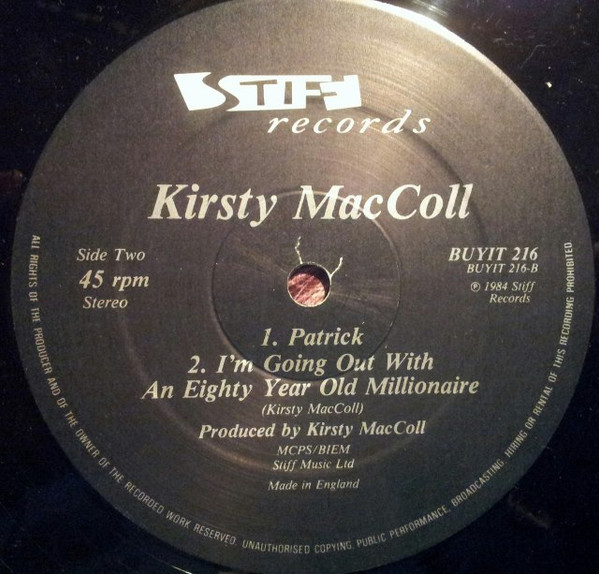 STIFF
records
Kirsty MacColl
Side Two
45 rpm
Stereo
BUYIT 216
BUYIT 216-B
℗ 1984 Stiff
Records
1. Patrick
2. I'm Going Out With
An Eighty Year Old Millionaire
(Kirsty MacColl)
Produced by Kirsty MacColl
MCPS/BIEM
Stiff Music Ltd
Made in England
ALL RIGHTS OF THE PRODUCER AND OF THE OWNER OF THE RECORDED WORK RESERVED. UNAUTHORISED COPYING, PUBLIC PERFORMANCE, BROADCASTING, HIRING OR RENTAL OF THIS RECORDING PROHIBITED